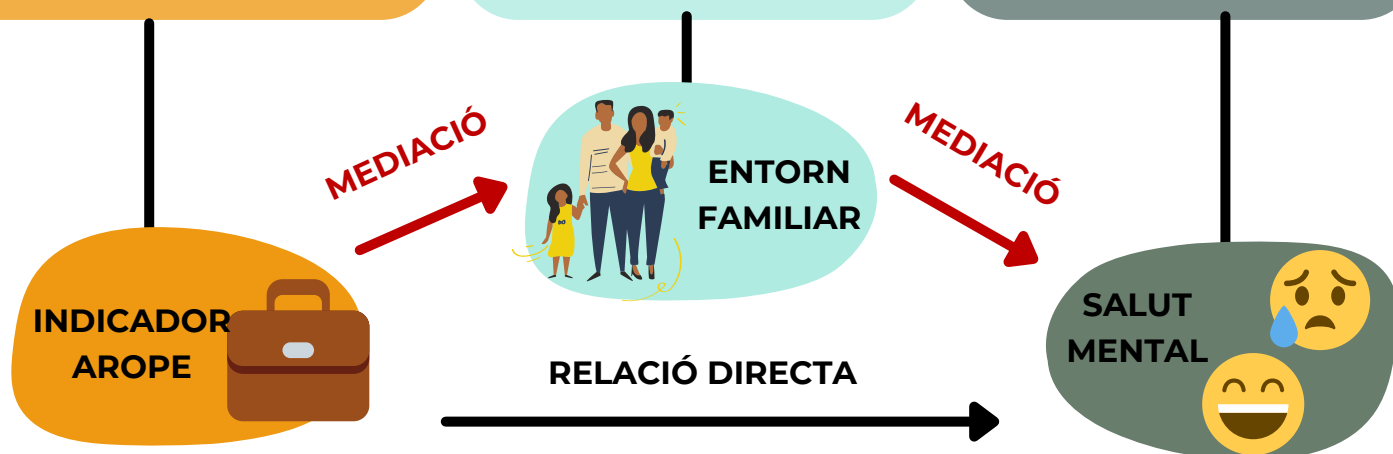 MEDIACIÓ
MEDIACIÓ
ENTORN
FAMILIAR
INDICADOR
AROPE
SALUT
MENTAL
RELACIÓ DIRECTA